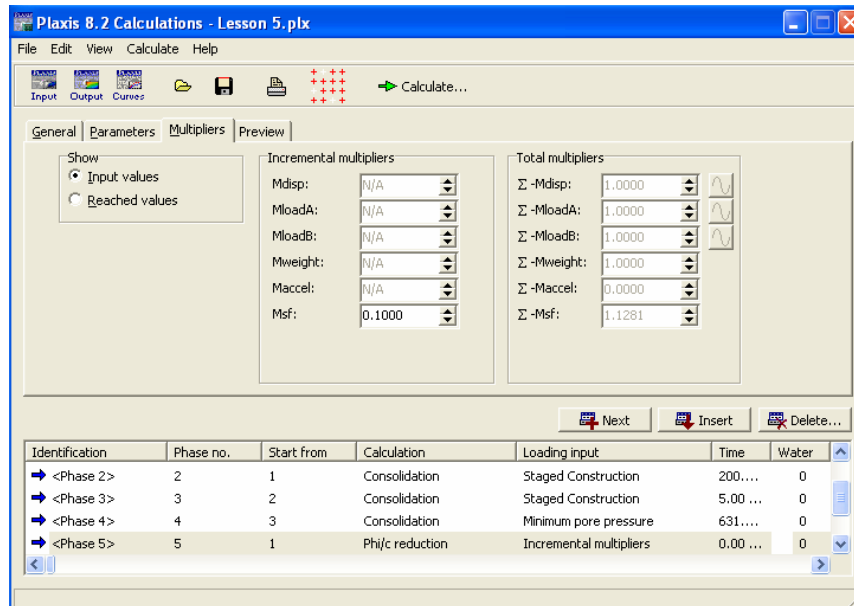 Plaxis 8.2 Calculations - Lesson 5.plx
File Edit View Calculate Help
Input Output Curves Calculate...
General Parameters Multipliers Preview
Show
Input values
Reached values
Incremental multipliers
Mdisp: N/A
MloadA: N/A
MloadB: N/A
Mweight: N/A
Maccel: N/A
Msf: 0.1000
Total multipliers
Σ -Mdisp: 1.0000
Σ -MloadA: 1.0000
Σ -MloadB: 1.0000
Σ -Mweight: 1.0000
Σ -Maccel: 0.0000
Σ -Msf: 1.1281
Next Insert Delete...
Identification Phase no. Start from Calculation Loading input Time Water
<Phase 2> 2 1 Consolidation Staged Construction 200.... 0
<Phase 3> 3 2 Consolidation Staged Construction 5.00 ... 0
<Phase 4> 4 3 Consolidation Minimum pore pressure 631.... 0
<Phase 5> 5 1 Phi/c reduction Incremental multipliers 0.00 ... 0